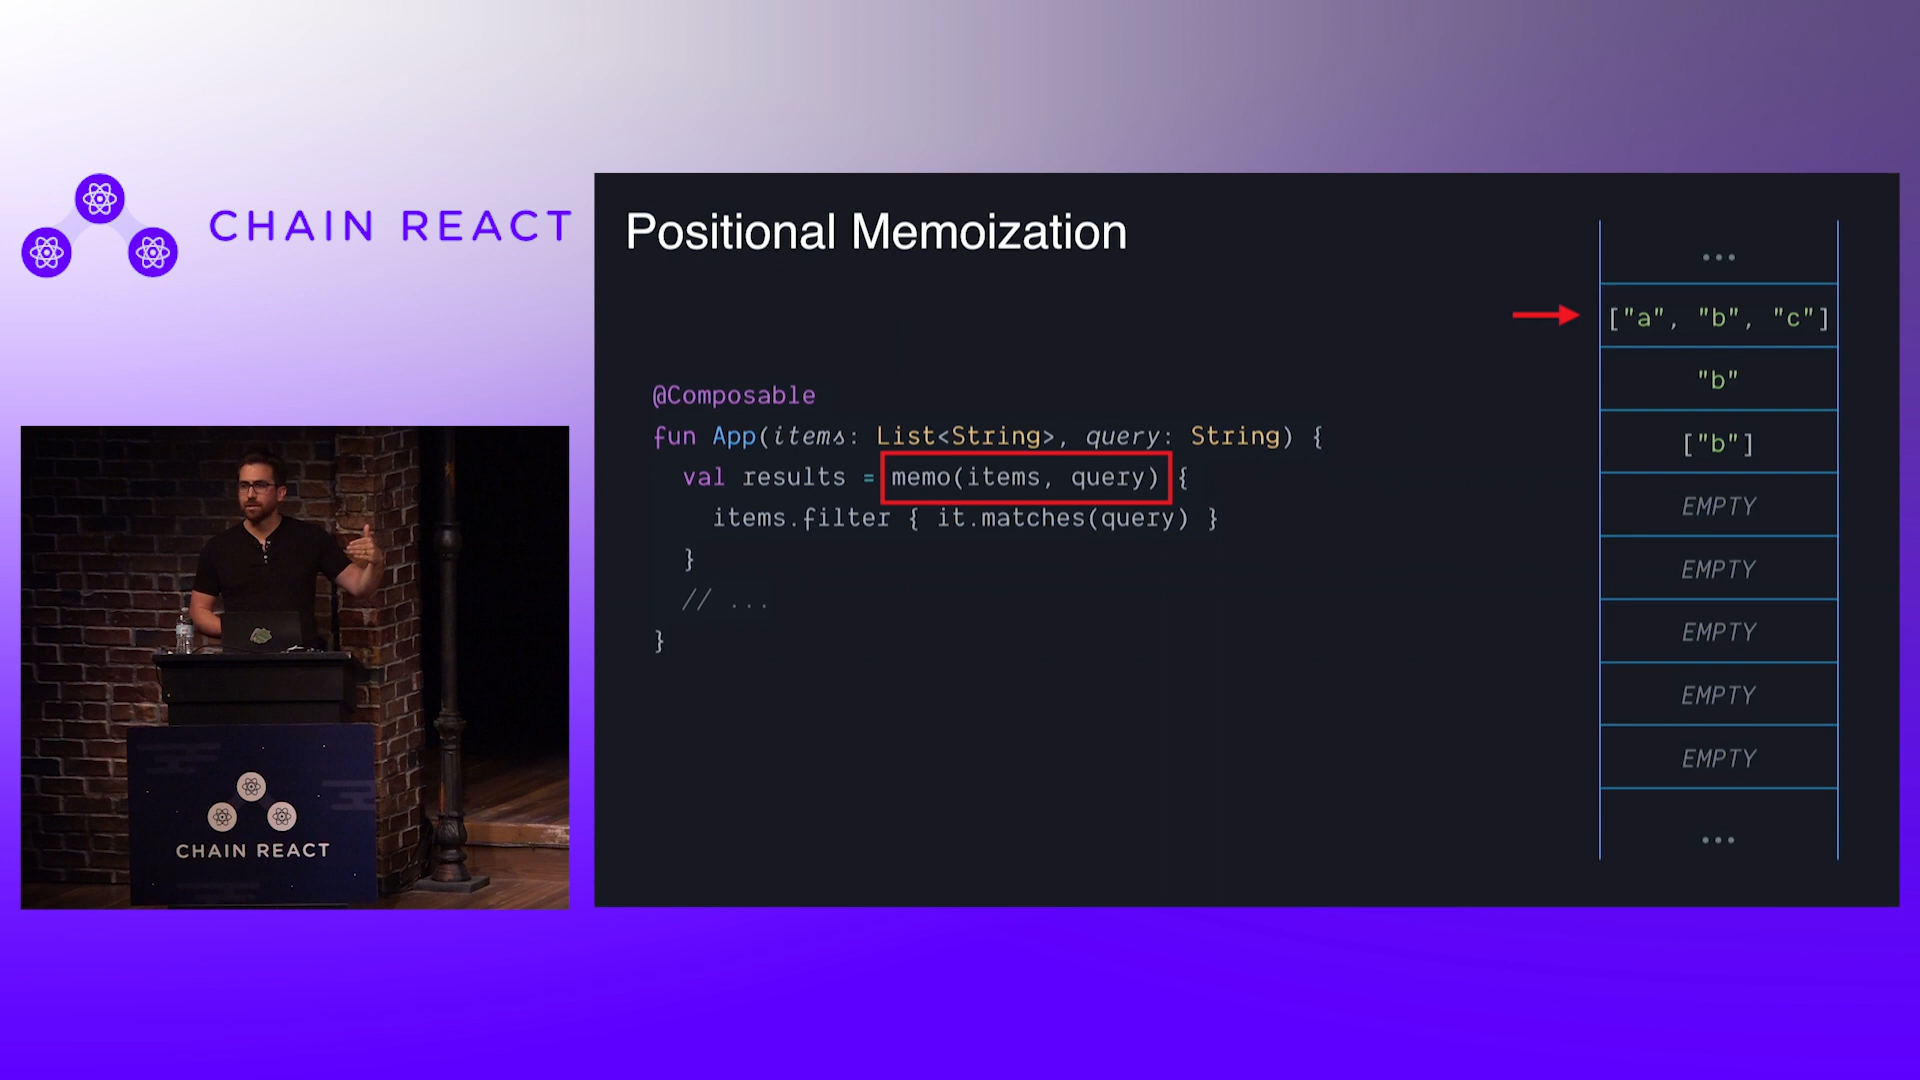 CHAIN REACT
Positional Memoization
@Composable
fun App(items: List<String>, query: String) {
val results = memo(items, query) {
items.filter { it.matches(query) }
}
// ...
}
...
["a", "b", "c"]
"b"
["b"]
EMPTY
EMPTY
EMPTY
EMPTY
EMPTY
...
CHAIN REACT